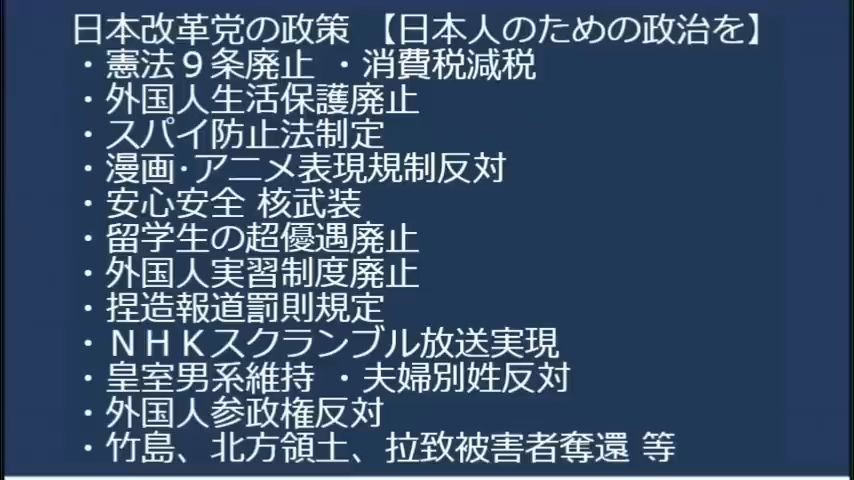 日本改革党の政策 【日本人のための政治を】
・憲法９条廃止 ・消費税減税
・外国人生活保護廃止
・スパイ防止法制定
・漫画・アニメ表現規制反対
・安心安全 核武装
・留学生の超優遇廃止
・外国人実習制度廃止
・捏造報道罰則規定
・ＮＨＫスクランブル放送実現
・皇室男系維持 ・夫婦別姓反対
・外国人参政権反対
・竹島、北方領土、拉致被害者奪還 等